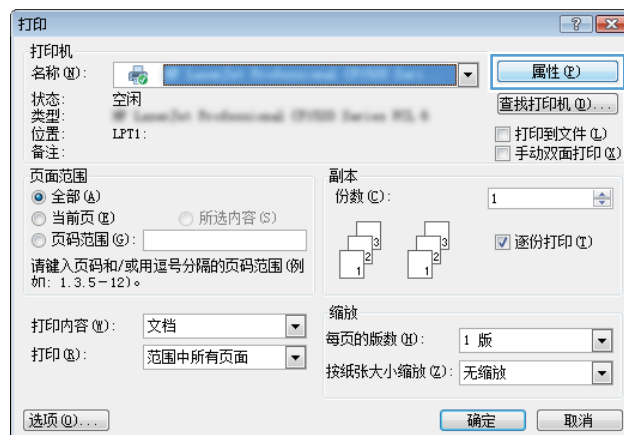 打印
打印机
名称(N):
属性(P)
状态: 空闲
类型:
查找打印机(D)...
位置: LPT1:
打印到文件(L)
备注:
手动双面打印(X)
页面范围
全部(A)
当前页(E) 所选内容(S)
页码范围(G):
请键入页码和/或用逗号分隔的页码范围(例
如: 1.3.5-12)。
副本
份数(C): 1
3 3
2 2
1 1
逐份打印(T)
打印内容(W): 文档
打印(R): 范围中所有页面
缩放
每页的版数(H): 1 版
按纸张大小缩放(Z): 无缩放
选项(O)...
确定 取消